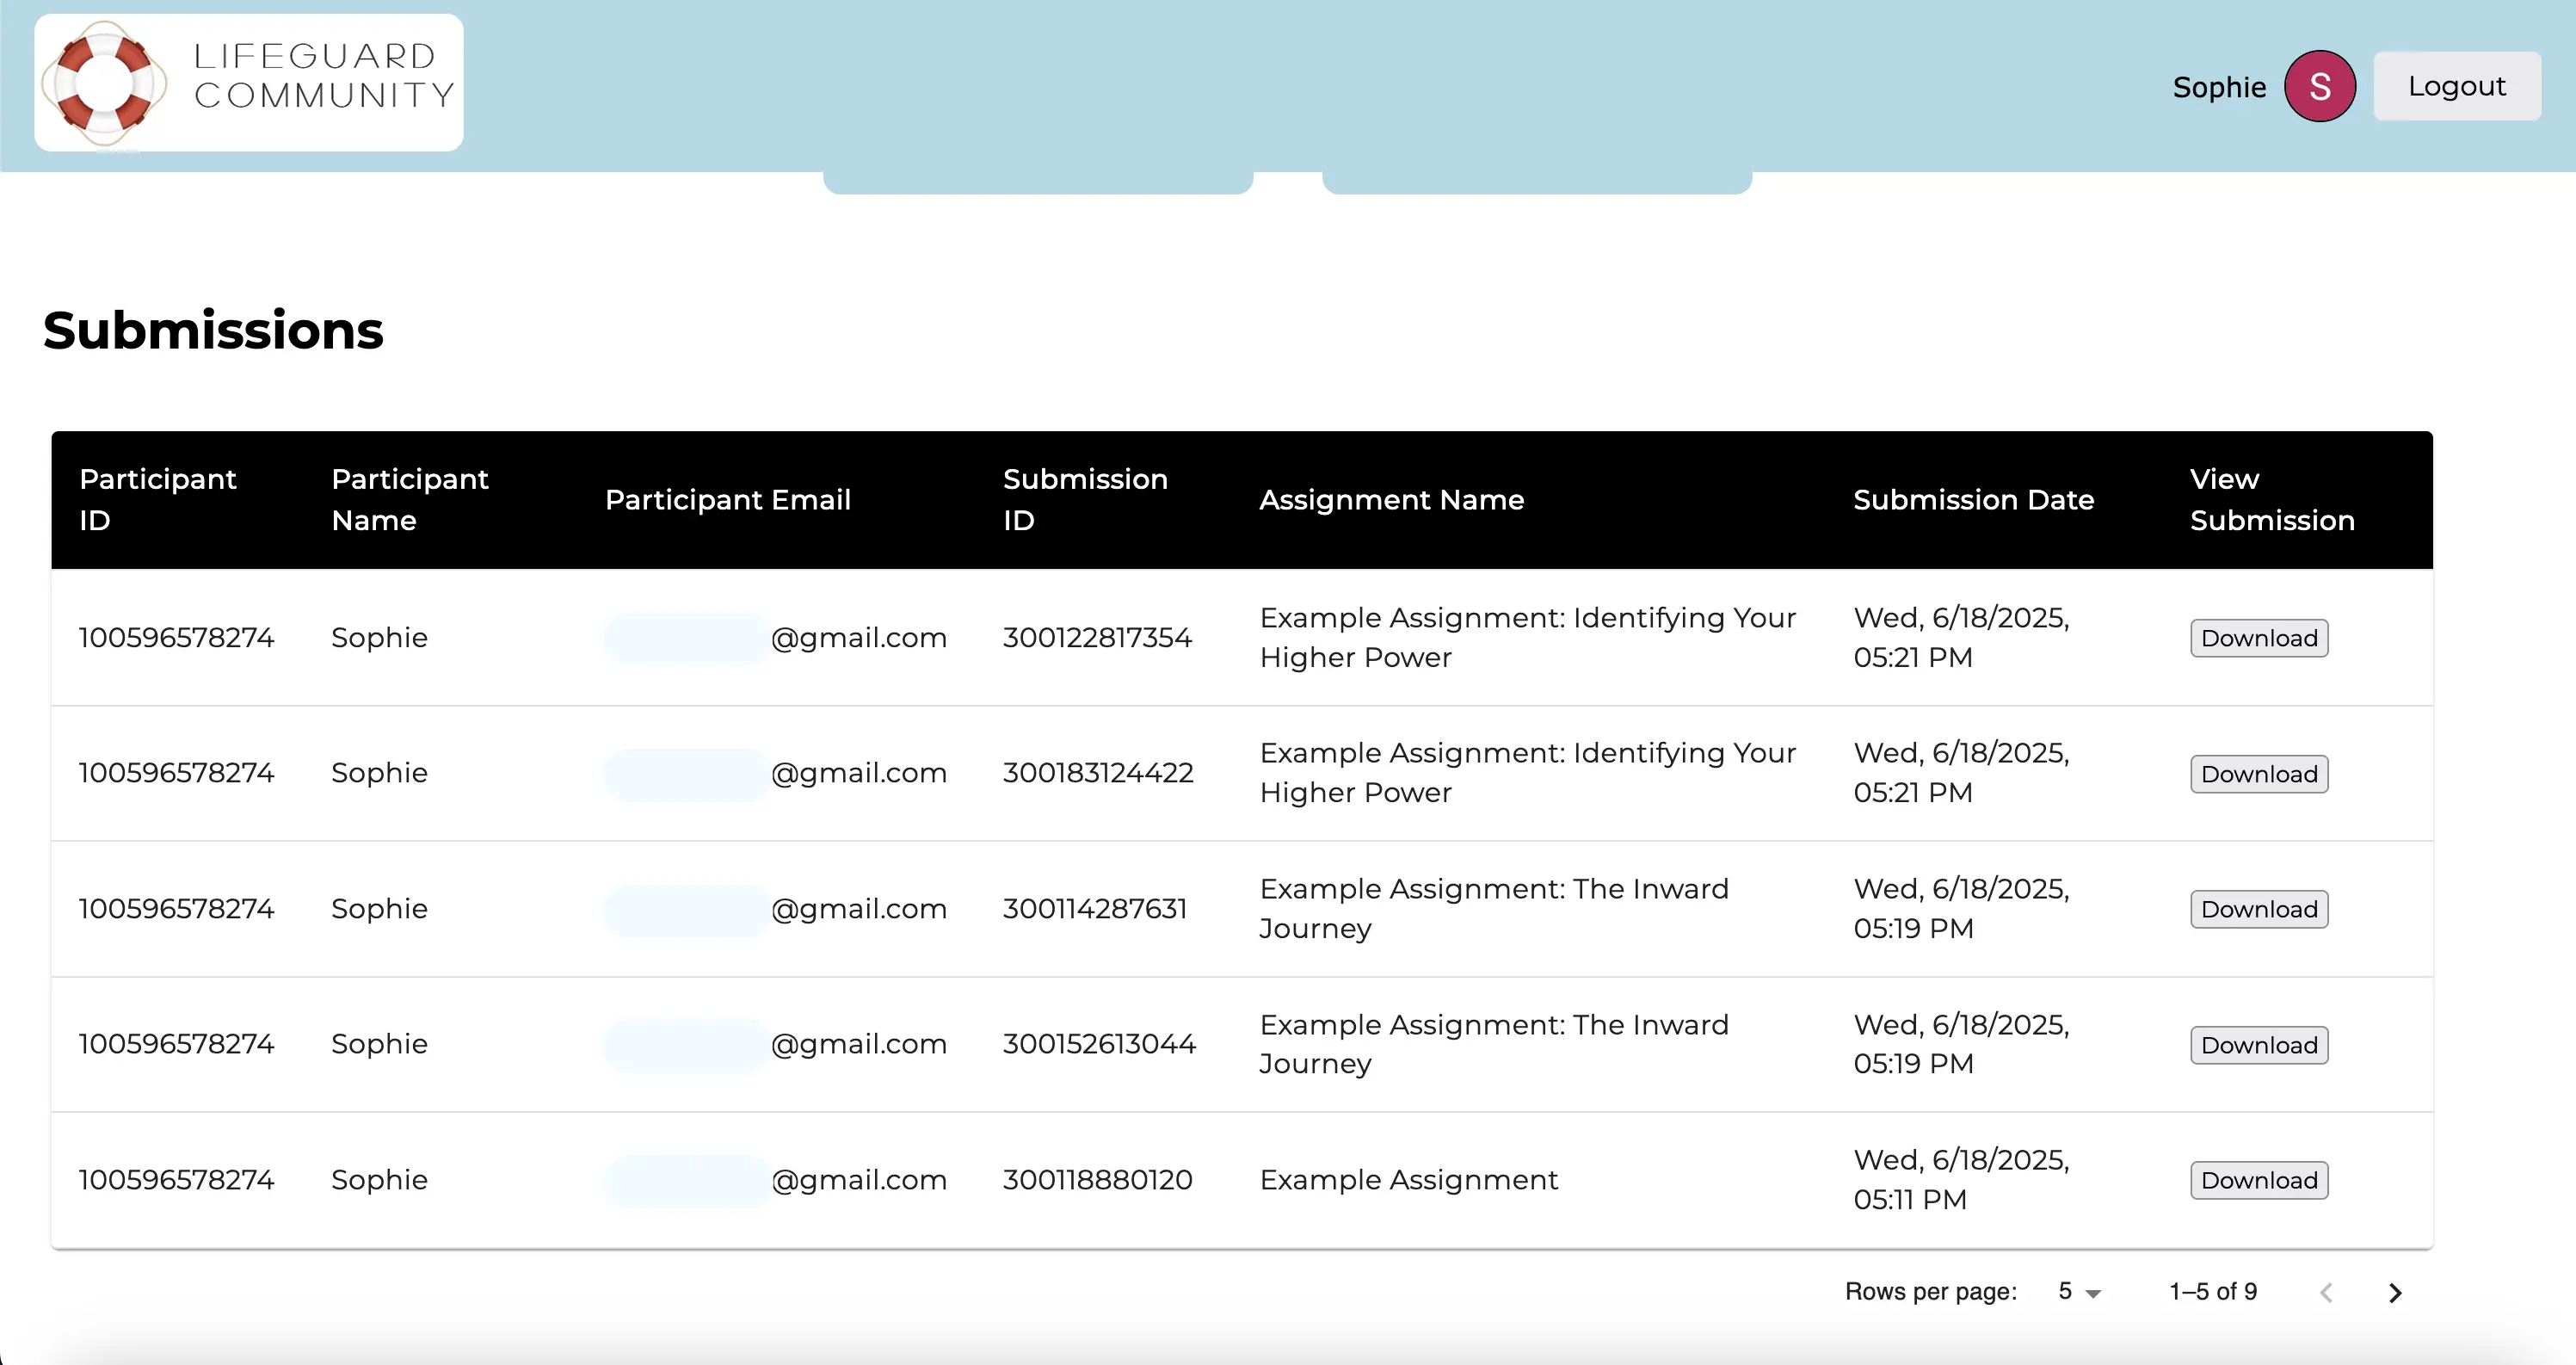 LIFEGUARD
COMMUNITY
Sophie
S
Logout
Submissions
Participant ID
Participant Name
Participant Email
Submission ID
Assignment Name
Submission Date
View Submission
100596578274 Sophie @gmail.com 300122817354 Example Assignment: Identifying Your Higher Power Wed, 6/18/2025, 05:21 PM Download
100596578274 Sophie @gmail.com 300183124422 Example Assignment: Identifying Your Higher Power Wed, 6/18/2025, 05:21 PM Download
100596578274 Sophie @gmail.com 300114287631 Example Assignment: The Inward Journey Wed, 6/18/2025, 05:19 PM Download
100596578274 Sophie @gmail.com 300152613044 Example Assignment: The Inward Journey Wed, 6/18/2025, 05:19 PM Download
100596578274 Sophie @gmail.com 300118880120 Example Assignment Wed, 6/18/2025, 05:11 PM Download
Rows per page: 5 1–5 of 9